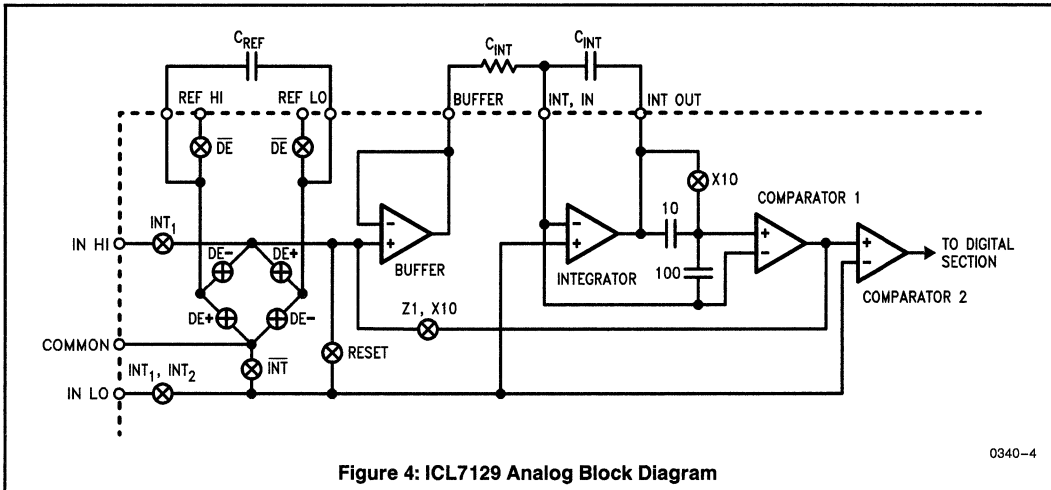 C_REF
C_INT
C_INT
REF HI
REF LO
BUFFER
INT, IN
INT OUT
DE
DE
X10
COMPARATOR 1
INT₁
10
IN HI
DE−
DE+
−
+
BUFFER
−
+
INTEGRATOR
100
+
−
+
−
TO DIGITAL
SECTION
COMPARATOR 2
DE+
DE−
Z1, X10
COMMON
INT
RESET
INT₁, INT₂
IN LO
0340–4
Figure 4: ICL7129 Analog Block Diagram